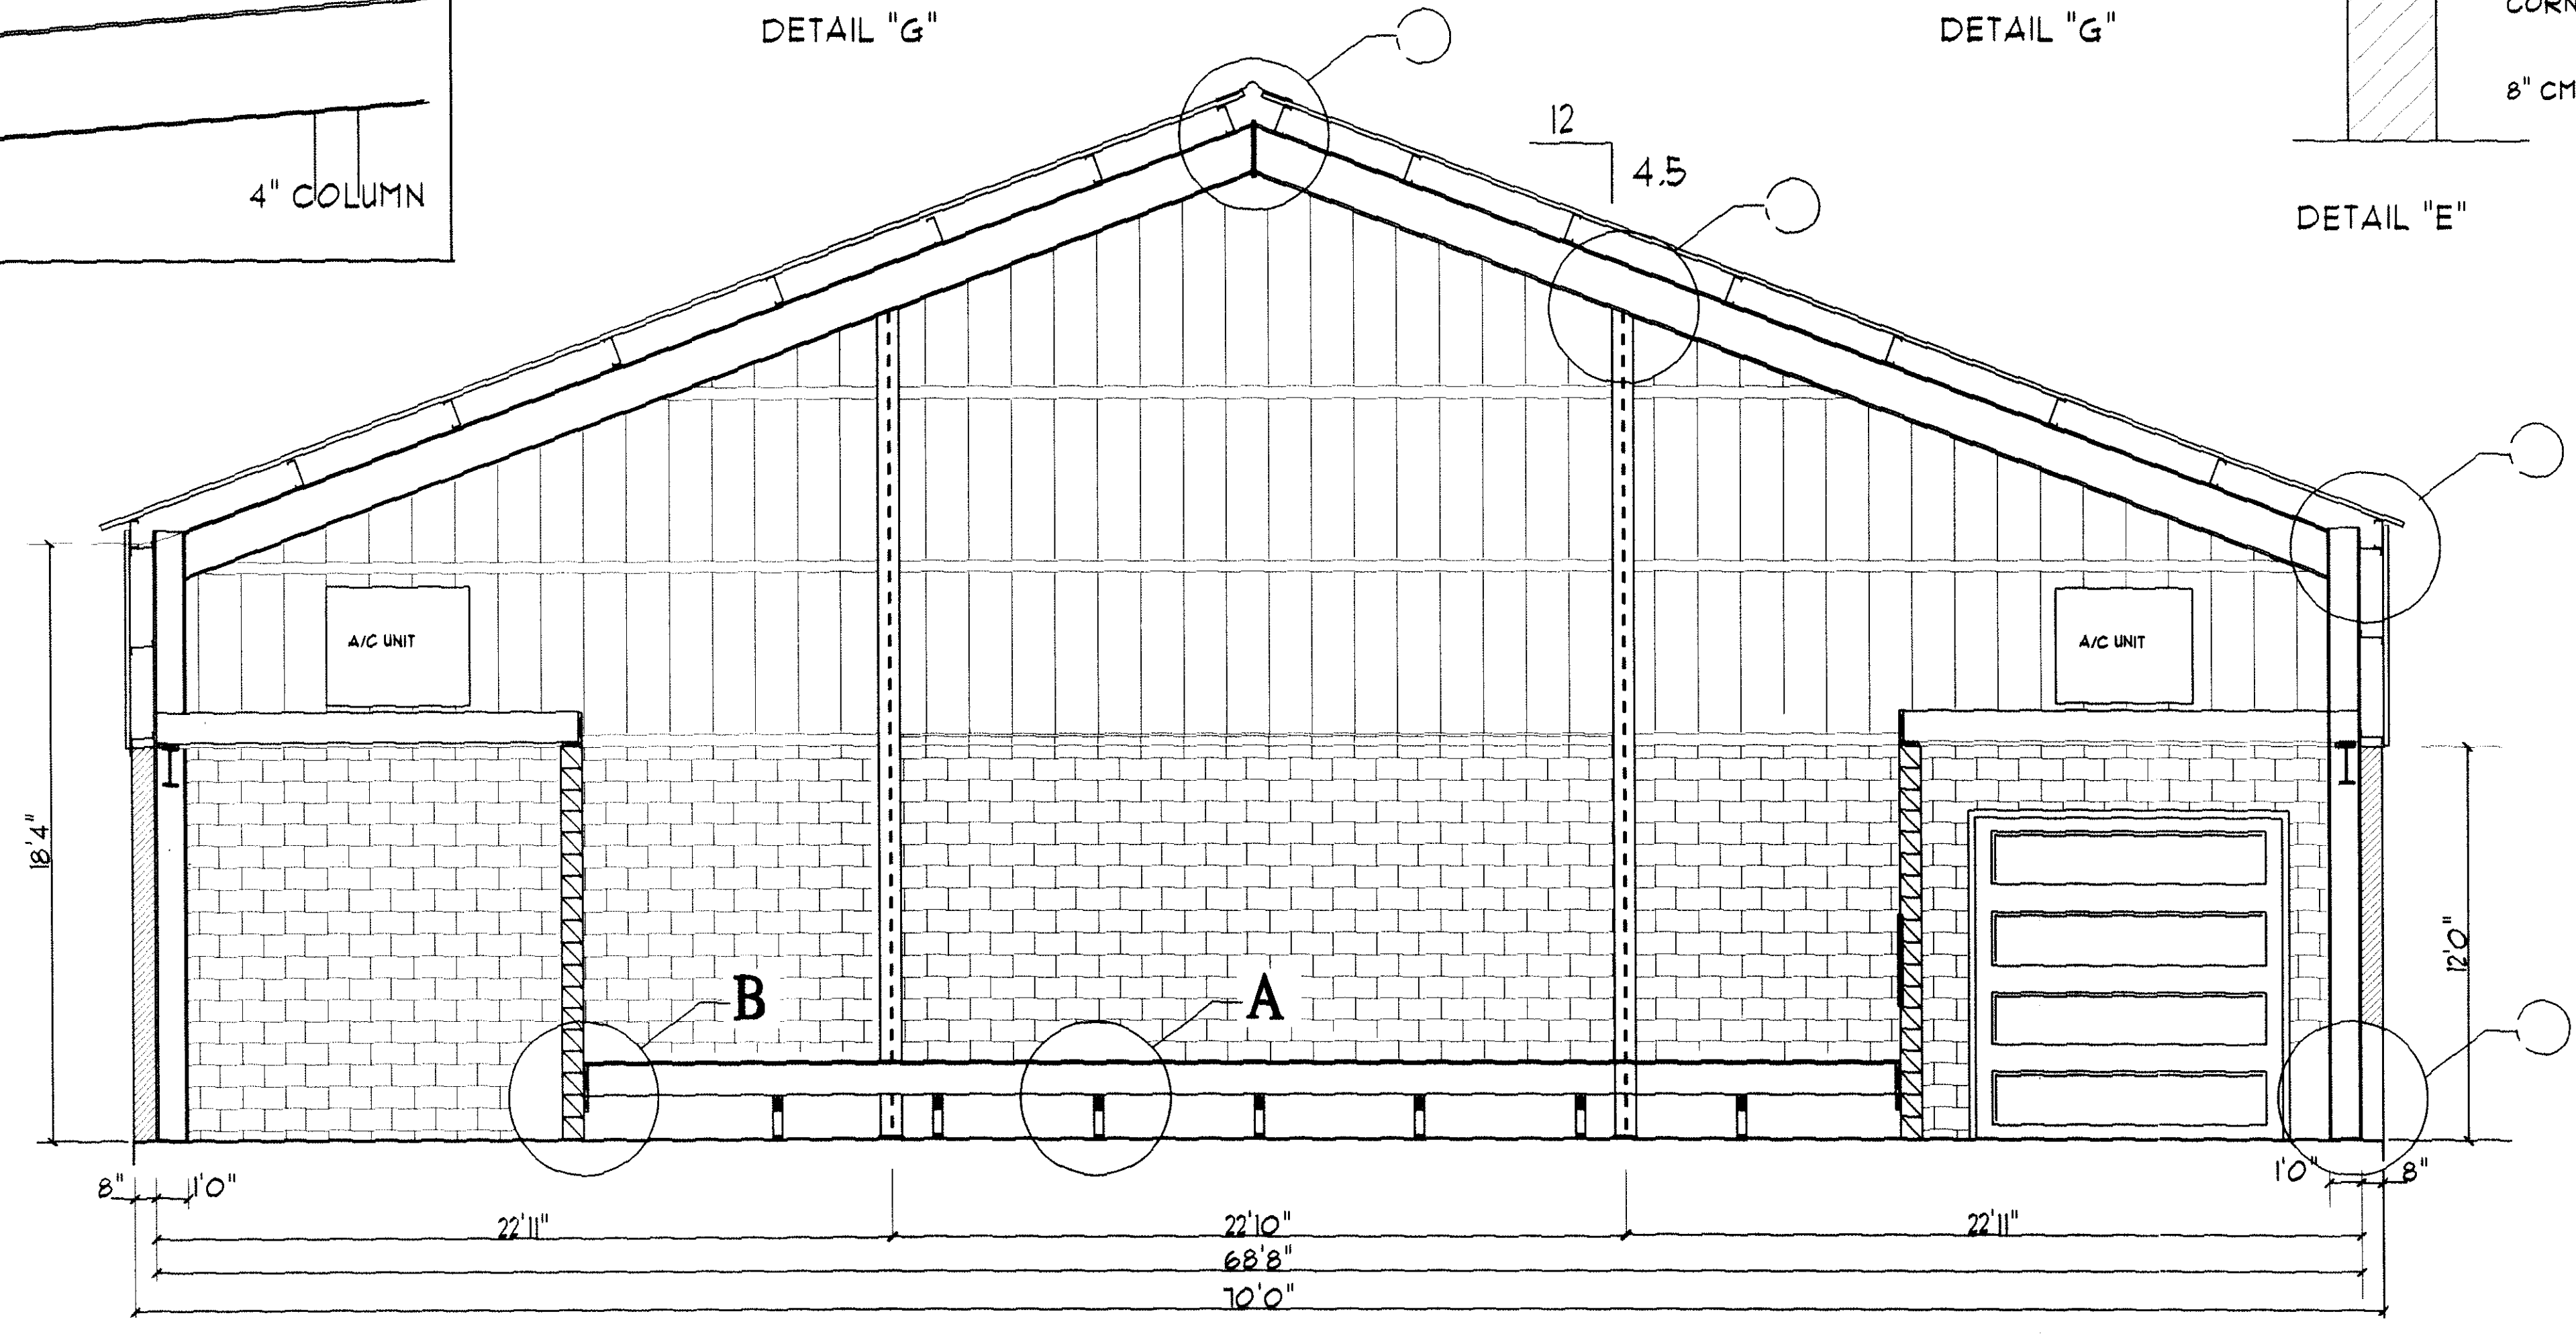 DETAIL "G"
DETAIL "G"
8" CM
12
4.5
4" COLUMN
DETAIL "E"
A/C UNIT
A/C UNIT
18'4"
12'0"
B
A
8"
1'0"
1'0"
8"
22'11"
22'10"
22'11"
68'8"
70'0"